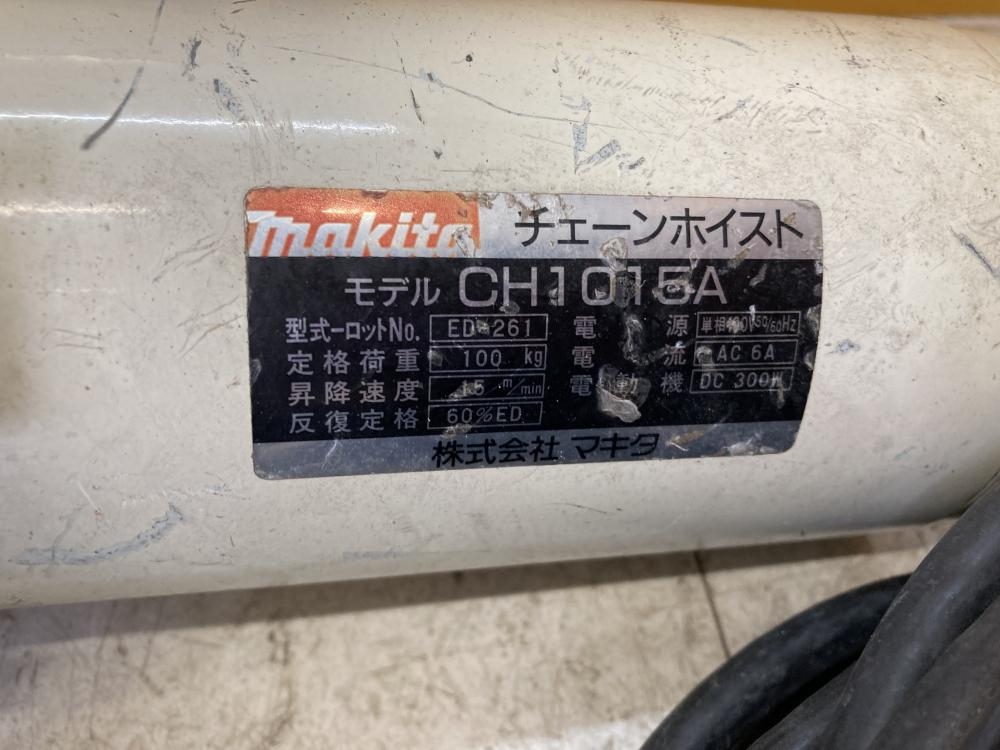 makita チェーンホイスト
モデル CH1015A
型式ーロットNo. ED-261 電源 単相100V50/60Hz
定格荷重 100 kg 電流 AC 6A
昇降速度 15 m/min 電動機 DC 300W
反復定格 60%ED
株式会社 マキタ